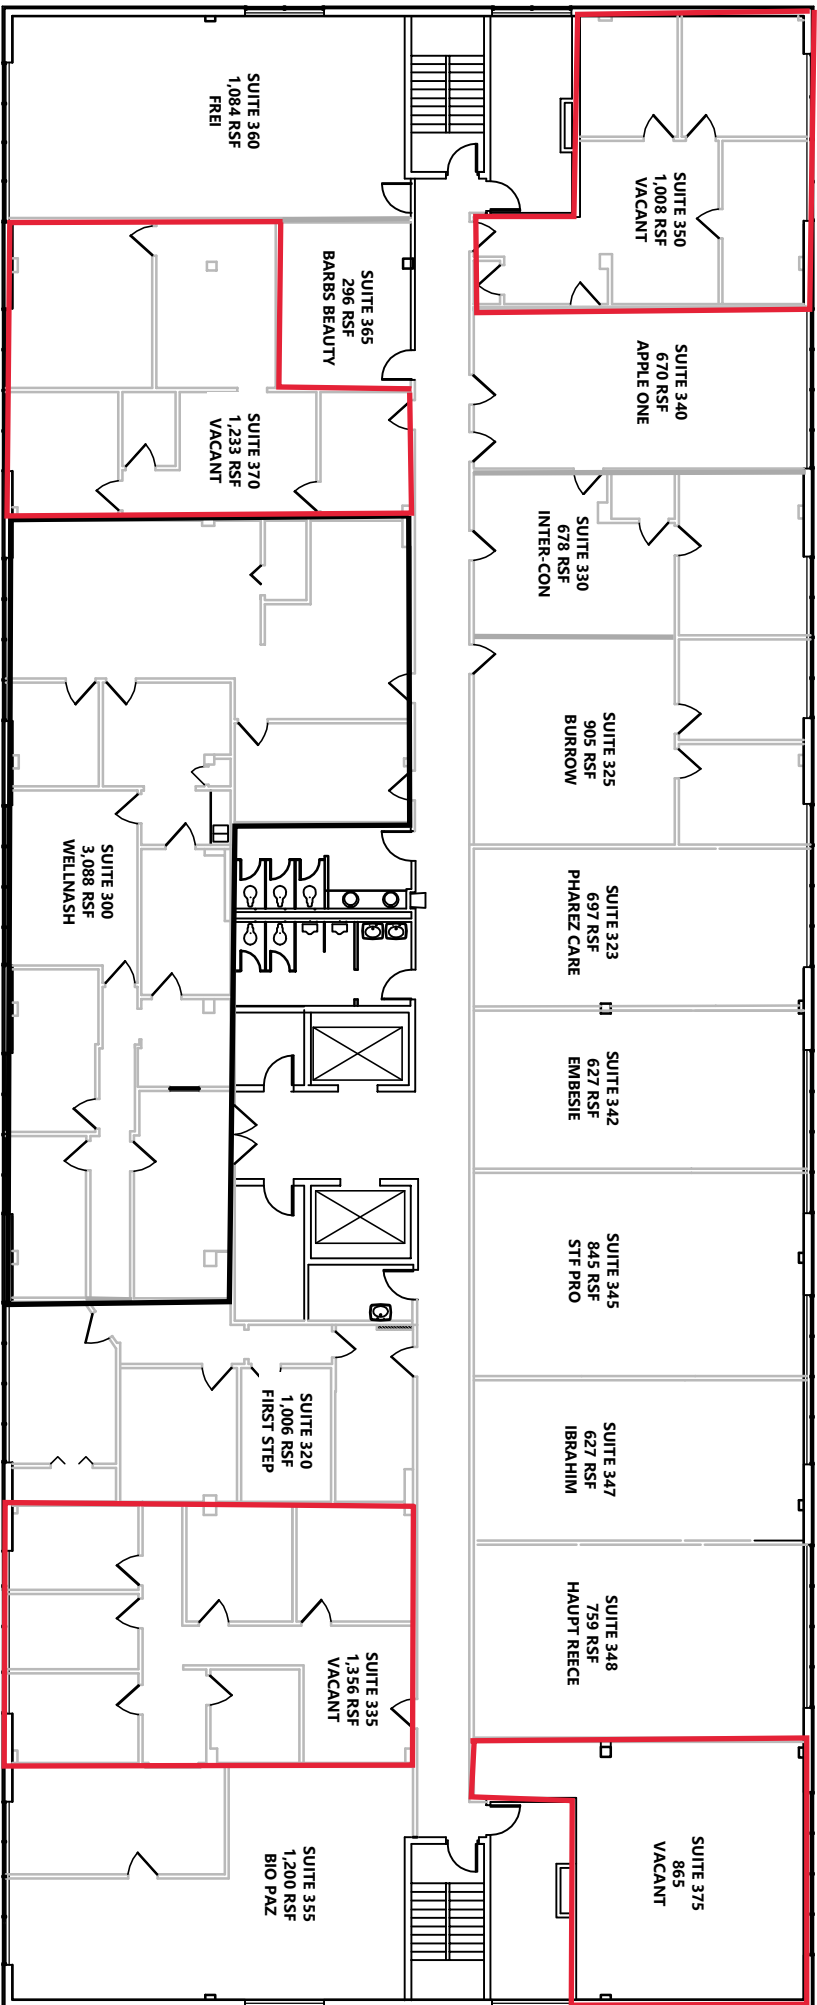 SUITE 360
1,084 RSF
FREI
SUITE 350
1,008 RSF
VACANT
SUITE 365
296 RSF
BARBS BEAUTY
SUITE 340
670 RSF
APPLE ONE
SUITE 370
1,233 RSF
VACANT
SUITE 330
678 RSF
INTER-CON
SUITE 325
905 RSF
BURROW
SUITE 300
3,088 RSF
WELLNASH
SUITE 323
697 RSF
PHAREZ CARE
SUITE 342
627 RSF
EMBESIE
SUITE 345
845 RSF
STF PRO
SUITE 320
1,006 RSF
FIRST STEP
SUITE 347
627 RSF
IBRAHIM
SUITE 348
759 RSF
HAUPT REECE
SUITE 335
1,356 RSF
VACANT
SUITE 355
1,200 RSF
BIO PAZ
SUITE 375
865
VACANT